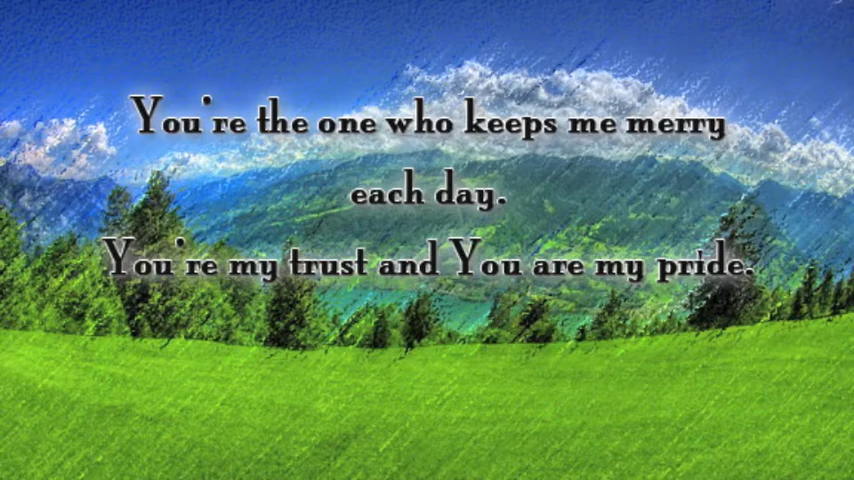 You're the one who keeps me merry
each day.
You're my trust and You are my pride.